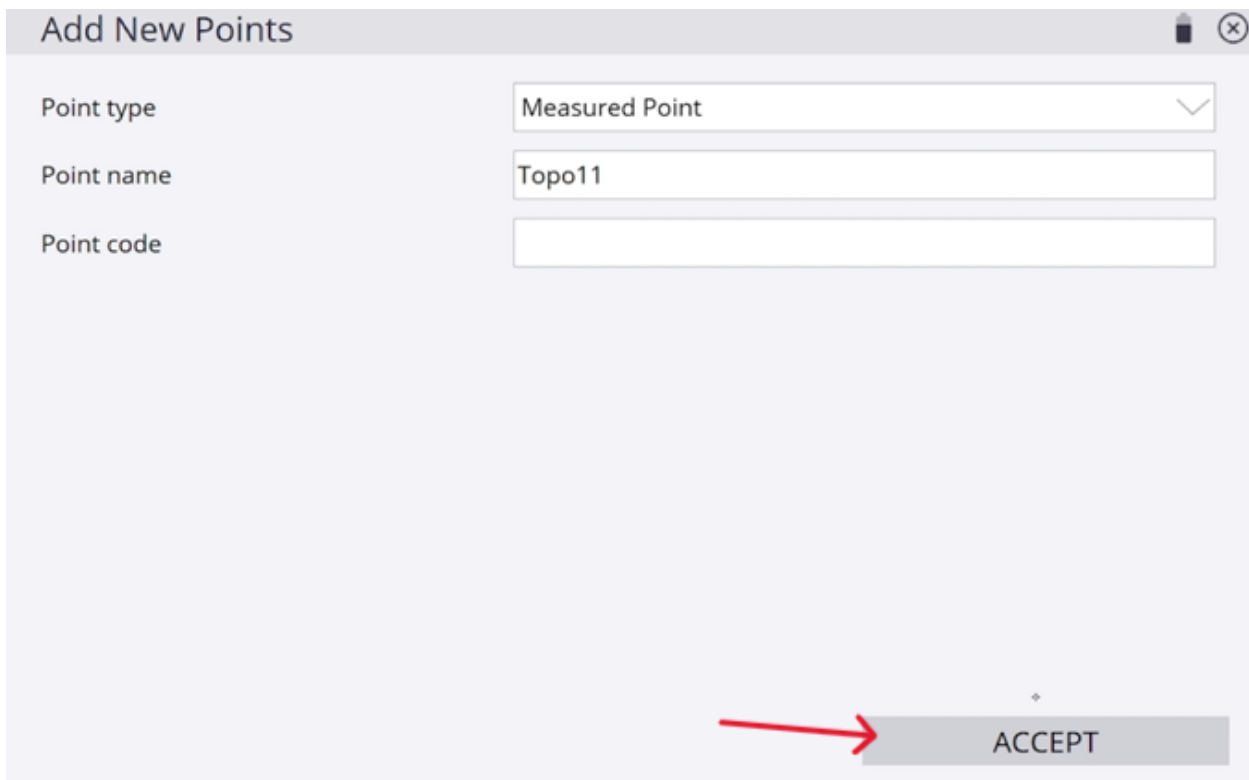 Add New Points
Point type Measured Point
Point name Topo11
Point code
ACCEPT